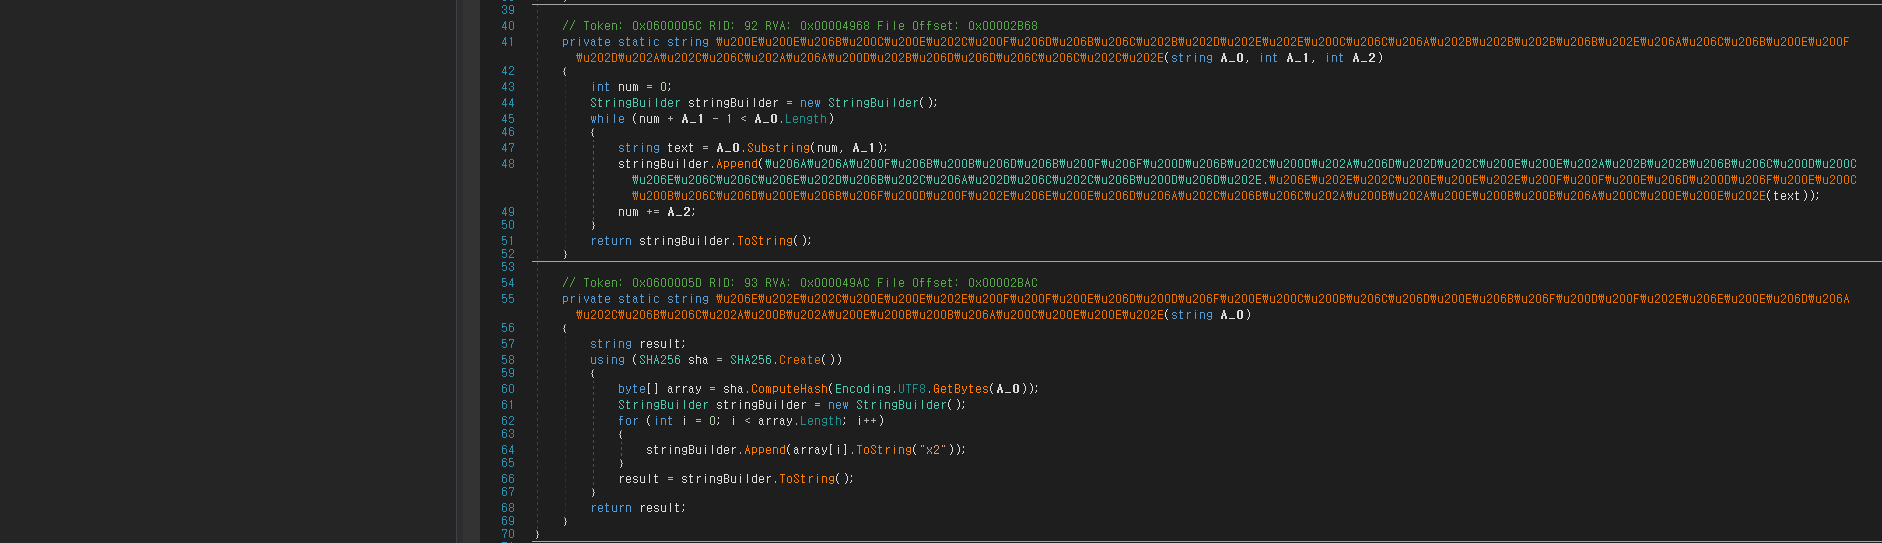 39
40 // Token: 0x0600005C RID: 92 RVA: 0x00004968 File Offset: 0x00002B68
41 private static string ₩u200E₩u200E₩u206B₩u200C₩u200E₩u202C₩u200F₩u206D₩u206B₩u206C₩u202B₩u202D₩u202E₩u202E₩u200C₩u206C₩u206A₩u202B₩u202B₩u202B₩u206B₩u202E₩u206A₩u206C₩u206B₩u200E₩u200F
₩u202D₩u202A₩u202C₩u206C₩u202A₩u206A₩u200D₩u202B₩u206D₩u206D₩u206D₩u206C₩u206C₩u202C₩u202E(string A_0, int A_1, int A_2)
42 {
43 int num = 0;
44 StringBuilder stringBuilder = new StringBuilder();
45 while (num + A_1 - 1 < A_0.Length)
46 {
47 string text = A_0.Substring(num, A_1);
48 stringBuilder.Append(₩u206A₩u206A₩u200F₩u206B₩u200B₩u206D₩u206B₩u200F₩u206F₩u200D₩u206B₩u202C₩u200D₩u202A₩u206D₩u202D₩u202C₩u200E₩u200E₩u202A₩u202B₩u202B₩u206B₩u206C₩u200D₩u200C
₩u206E₩u206C₩u206C₩u206E₩u202D₩u206B₩u202C₩u206A₩u202D₩u206C₩u202C₩u206B₩u200D₩u206D₩u202E.₩u206E₩u202E₩u202C₩u200E₩u200E₩u202E₩u200F₩u200F₩u200E₩u206D₩u200D₩u206F₩u200E₩u200C
₩u200B₩u206C₩u206D₩u200E₩u206B₩u206F₩u200D₩u200F₩u202E₩u206E₩u200E₩u206D₩u206A₩u202C₩u206B₩u206C₩u202A₩u200B₩u202A₩u200E₩u200B₩u200B₩u206A₩u200C₩u200E₩u200E₩u202E(text));
49 num += A_2;
50 }
51 return stringBuilder.ToString();
52 }
53
54 // Token: 0x0600005D RID: 93 RVA: 0x000049AC File Offset: 0x00002BAC
55 private static string ₩u206E₩u202E₩u202C₩u200E₩u200E₩u202E₩u200F₩u200F₩u200E₩u206D₩u200D₩u206F₩u200E₩u200C₩u200B₩u206C₩u206D₩u200E₩u206B₩u206F₩u200D₩u200F₩u202E₩u206E₩u200E₩u206D₩u206A
₩u202C₩u206B₩u206C₩u202A₩u200B₩u202A₩u200E₩u200B₩u200B₩u206A₩u200C₩u200E₩u200E₩u202E(string A_0)
56 {
57 string result;
58 using (SHA256 sha = SHA256.Create())
59 {
60 byte[] array = sha.ComputeHash(Encoding.UTF8.GetBytes(A_0));
61 StringBuilder stringBuilder = new StringBuilder();
62 for (int i = 0; i < array.Length; i++)
63 {
64 stringBuilder.Append(array[i].ToString("x2"));
65 }
66 result = stringBuilder.ToString();
67 }
68 return result;
69 }
70 }